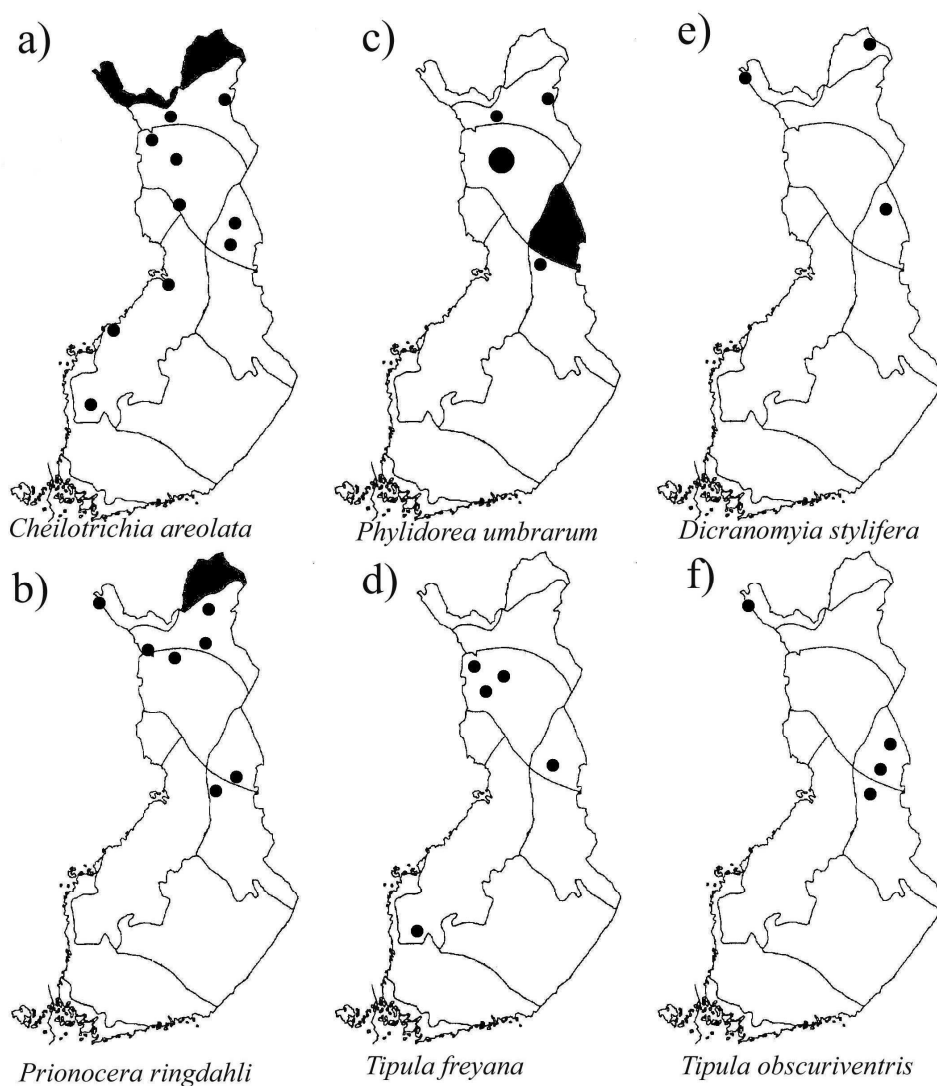 a)
c)
e)
Cheilotrichia areolata
Phylidorea umbrarum
Dicranomyia stylifera
b)
d)
f)
Prionocera ringdahli
Tipula freyana
Tipula obscuriventris